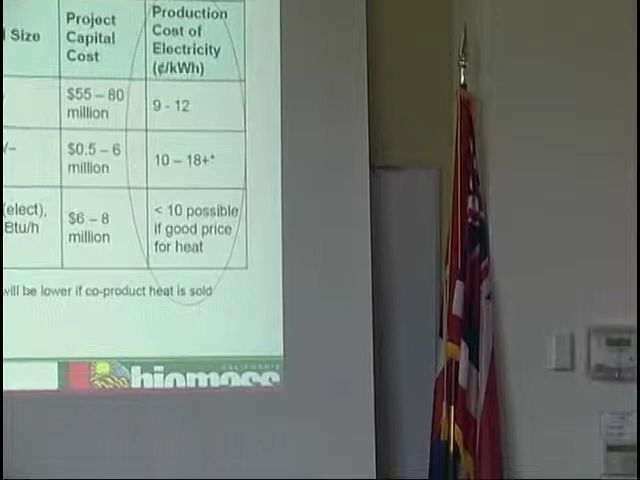 l Size
Project
Capital
Cost
Production
Cost of
Electricity
(¢/kWh)
$55 – 80
million
9 - 12
/–
$0.5 – 6
million
10 – 18+*
(elect),
Btu/h
$6 – 8
million
< 10 possible
if good price
for heat
will be lower if co-product heat is sold
CALIFORNIA
biomass